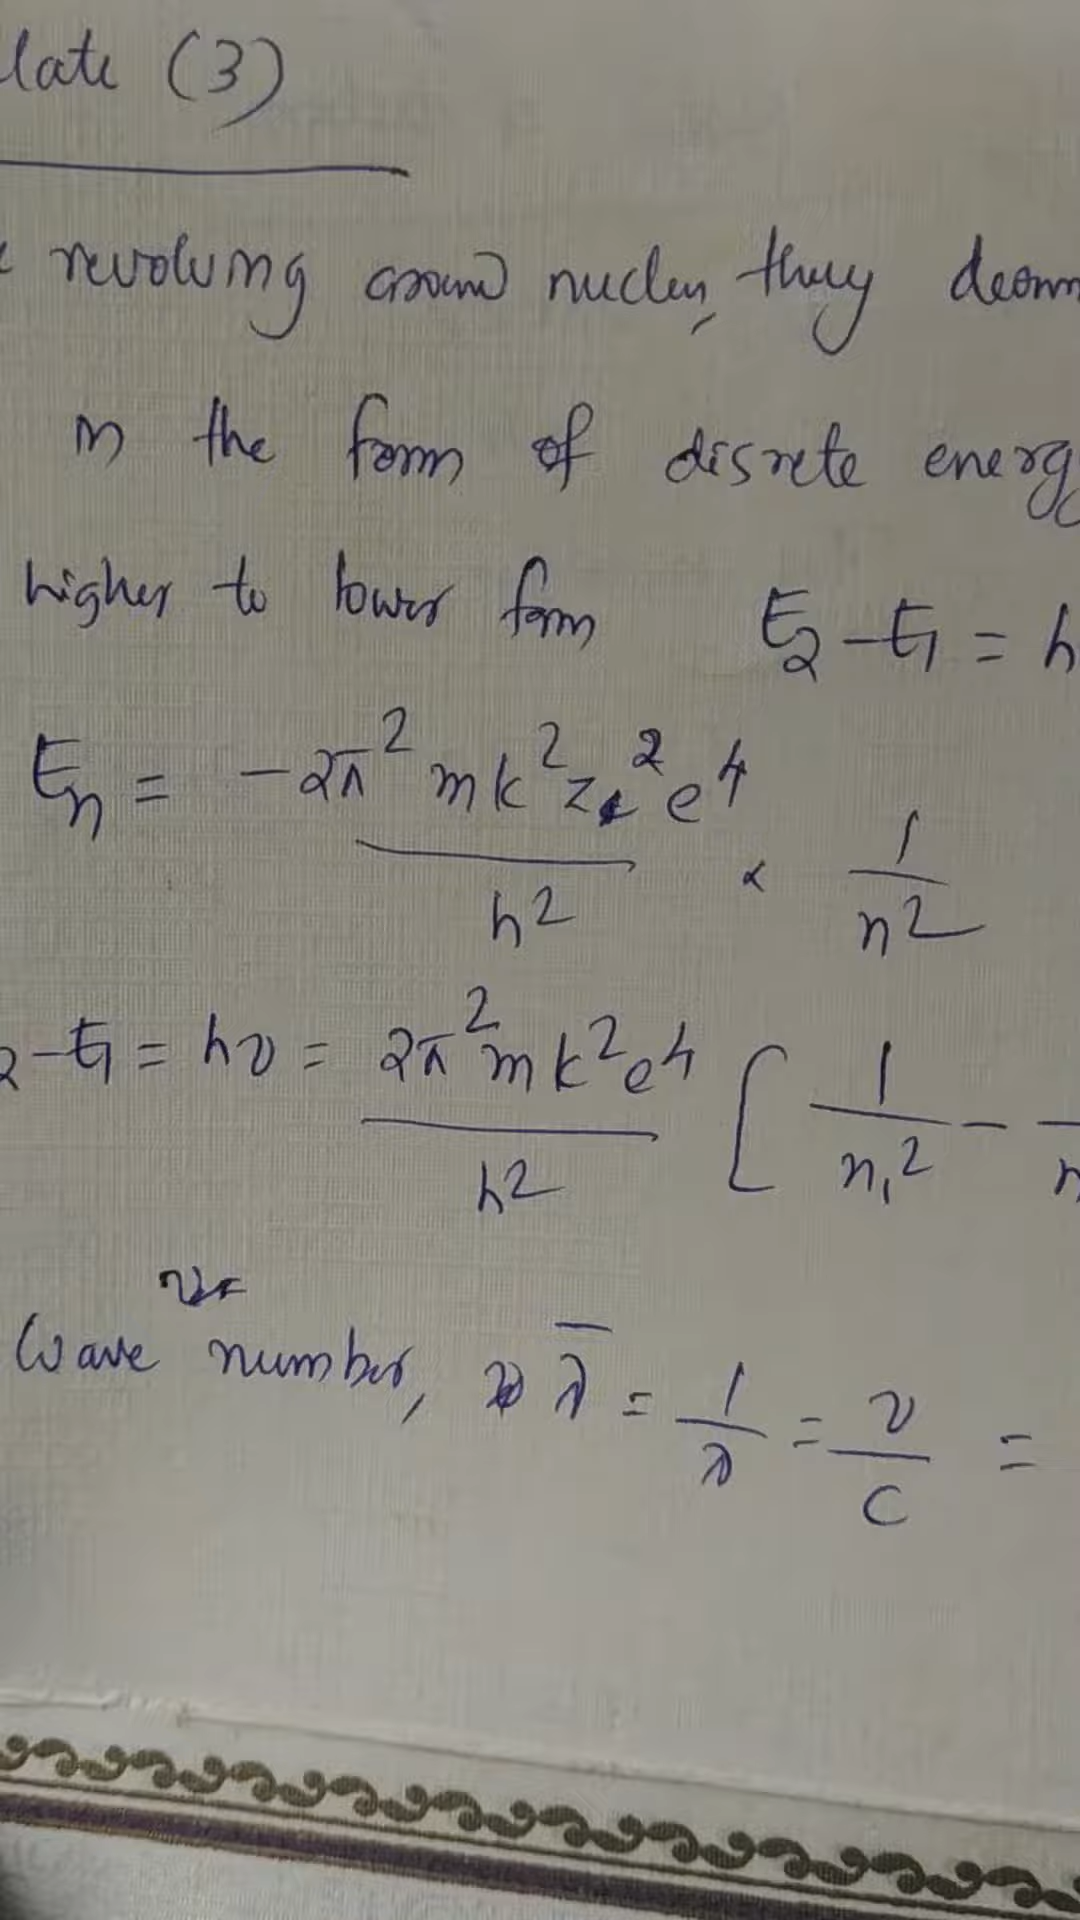 late (3)
revolving around nucleus, they
in the form of discrete energy
higher to lower form E₂ - E₁ = h
Eₙ = -2π²mk²z²e⁴ / h² × 1/n²
2 - E₁ = hν = 2π²mk²e⁴ / h² [ 1/n₁² -
Wave number, ν λ̄ = 1/λ = ν/c =